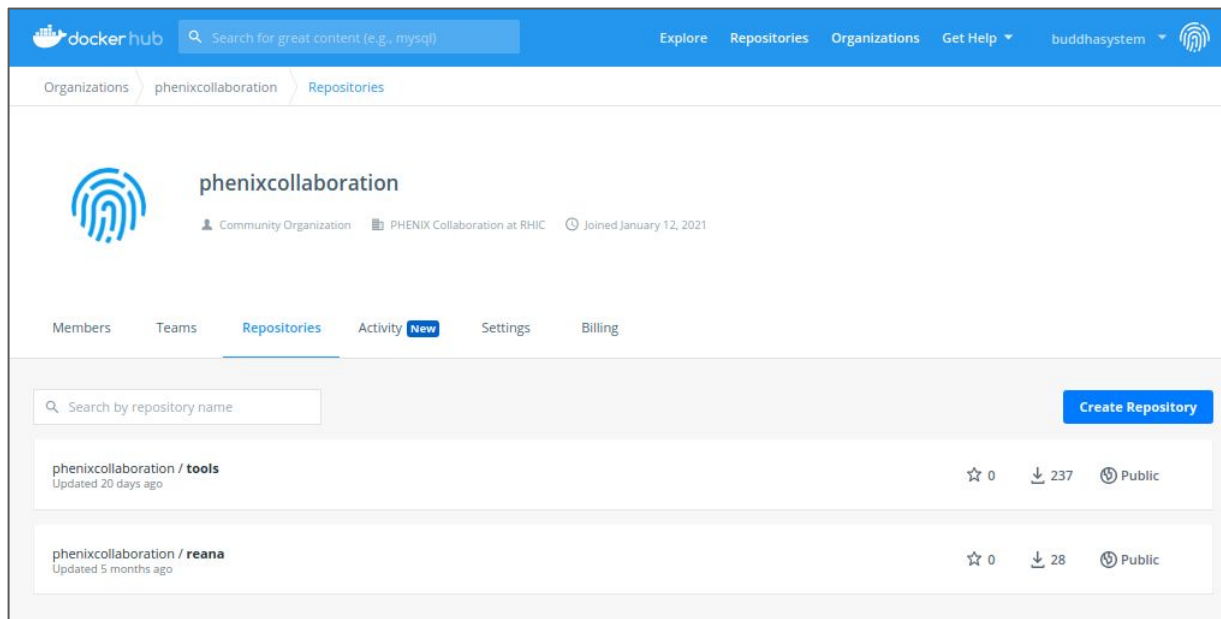 dockerhub Search for great content (e.g., mysql) Explore Repositories Organizations Get Help buddhasystem
Organizations phenixcollaboration Repositories
phenixcollaboration
Community Organization PHENIX Collaboration at RHIC Joined January 12, 2021
Members Teams Repositories Activity New Settings Billing
Search by repository name Create Repository
phenixcollaboration / tools
Updated 20 days ago
0 237 Public
phenixcollaboration / reana
Updated 5 months ago
0 28 Public